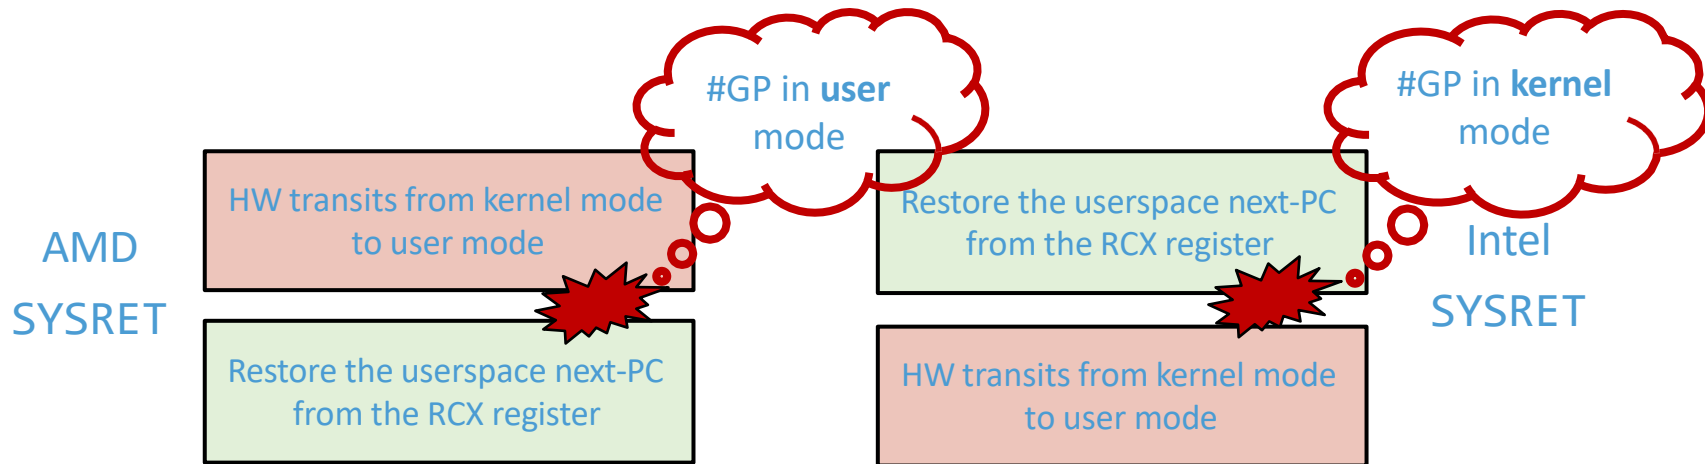 #GP in user
mode
#GP in kernel
mode
AMD
SYSRET
HW transits from kernel mode
to user mode
Restore the userspace next-PC
from the RCX register
Restore the userspace next-PC
from the RCX register
HW transits from kernel mode
to user mode
Intel
SYSRET